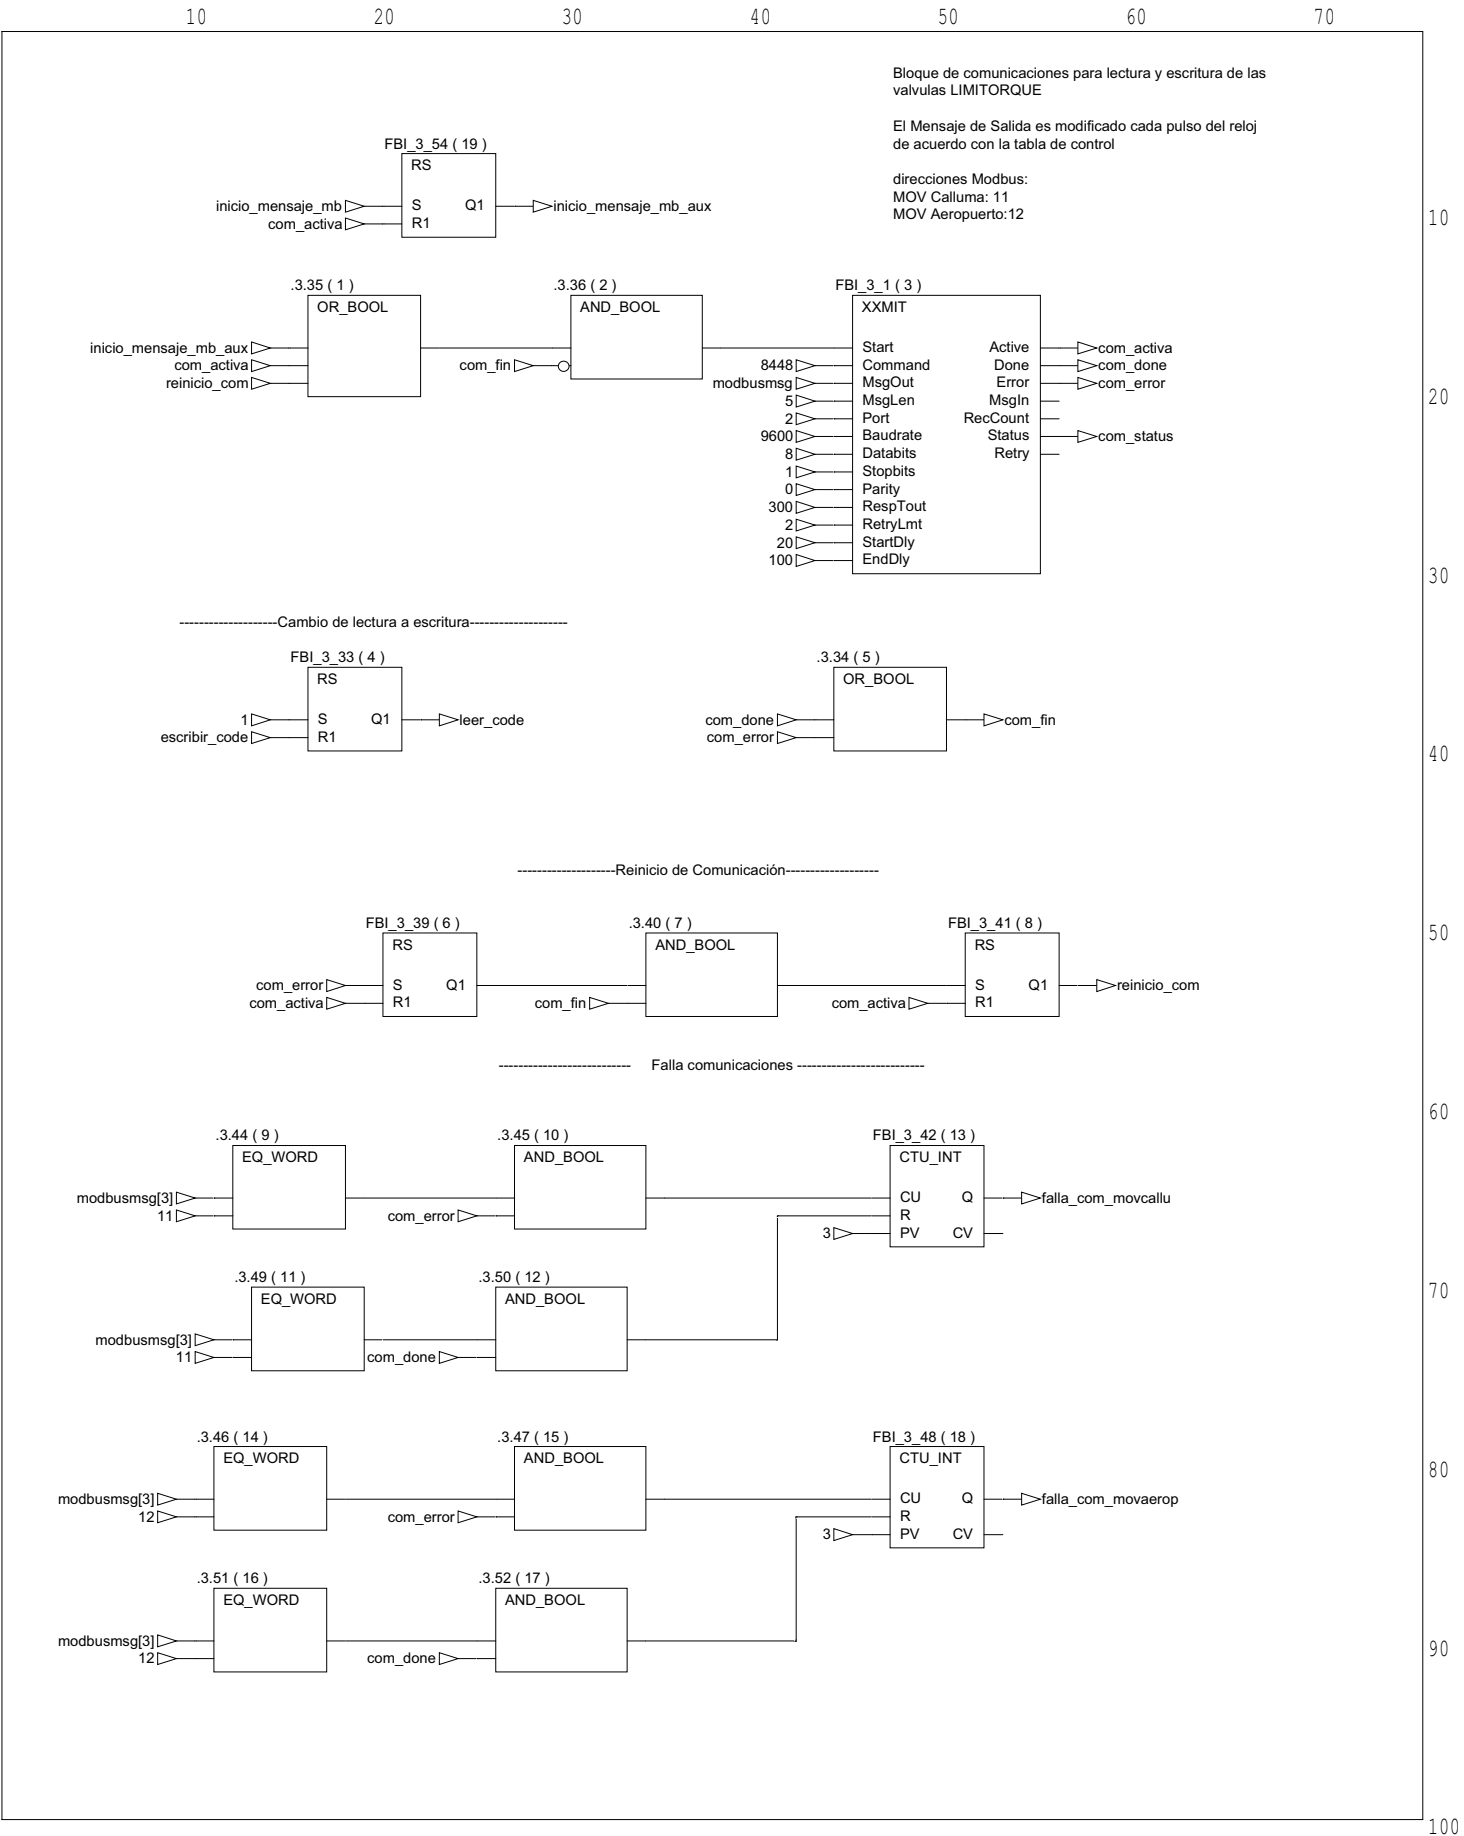 10 20 30 40 50 60 70
Bloque de comunicaciones para lectura y escritura de las
valvulas LIMITORQUE
El Mensaje de Salida es modificado cada pulso del reloj
de acuerdo con la tabla de control
direcciones Modbus:
MOV Calluma: 11
MOV Aeropuerto:12
FBI_3_54 ( 19 )
RS
inicio_mensaje_mb S Q1 inicio_mensaje_mb_aux
com_activa R1
10
.3.35 ( 1 )
OR_BOOL
inicio_mensaje_mb_aux
com_activa
reinicio_com
.3.36 ( 2 )
AND_BOOL
com_fin
FBI_3_1 ( 3 )
XXMIT
Start Active com_activa
8448 Command Done com_done
modbusmsg MsgOut Error com_error
5 MsgLen MsgIn
2 Port RecCount
9600 Baudrate Status com_status
8 Databits Retry
1 Stopbits
0 Parity
300 RespTout
2 RetryLmt
20 StartDly
100 EndDly
20
30
--------------------Cambio de lectura a escritura--------------------
FBI_3_33 ( 4 )
RS
1 S Q1 leer_code
escribir_code R1
.3.34 ( 5 )
OR_BOOL
com_done com_fin
com_error
40
--------------------Reinicio de Comunicación-------------------
FBI_3_39 ( 6 )
RS
com_error S Q1
com_activa R1
.3.40 ( 7 )
AND_BOOL
com_fin
FBI_3_41 ( 8 )
RS
S Q1 reinicio_com
com_activa R1
50
--------------------------- Falla comunicaciones --------------------------
60
.3.44 ( 9 )
EQ_WORD
modbusmsg[3]
11
.3.45 ( 10 )
AND_BOOL
com_error
FBI_3_42 ( 13 )
CTU_INT
CU Q falla_com_movcallu
R
3 PV CV
.3.49 ( 11 )
EQ_WORD
modbusmsg[3]
11
.3.50 ( 12 )
AND_BOOL
com_done
70
.3.46 ( 14 )
EQ_WORD
modbusmsg[3]
12
.3.47 ( 15 )
AND_BOOL
com_error
FBI_3_48 ( 18 )
CTU_INT
CU Q falla_com_movaerop
R
3 PV CV
80
.3.51 ( 16 )
EQ_WORD
modbusmsg[3]
12
.3.52 ( 17 )
AND_BOOL
com_done
90
100